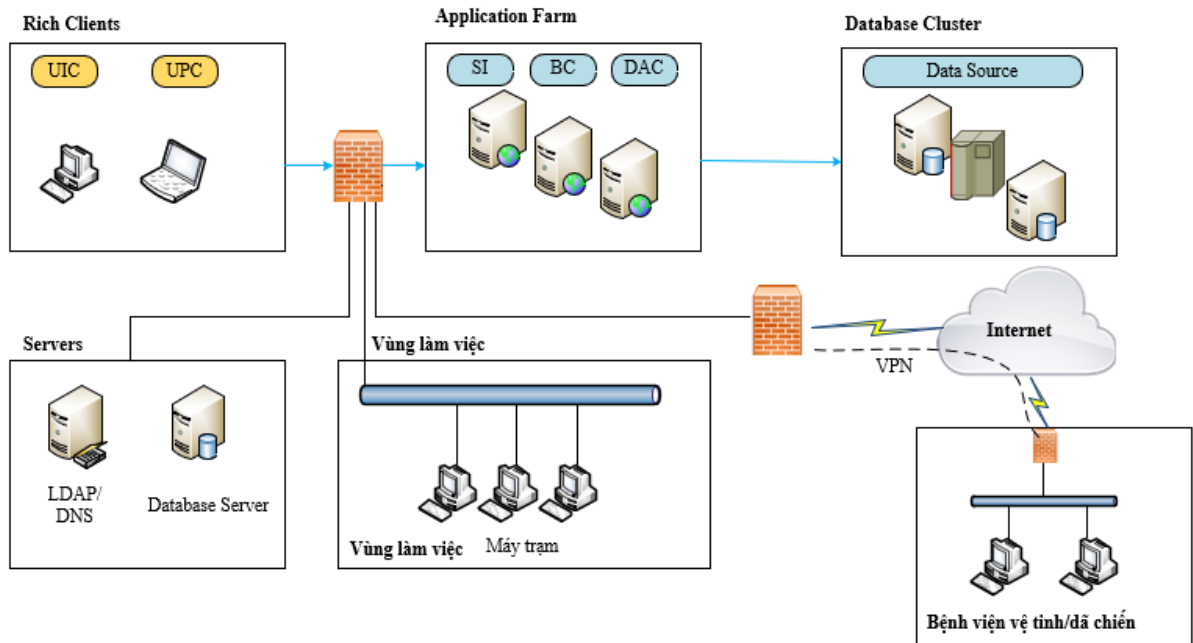 Rich Clients
Application Farm
Database Cluster
UIC
UPC
SI
BC
DAC
Data Source
Servers
Vùng làm việc
Internet
VPN
LDAP/
DNS
Database Server
Vùng làm việc
Máy trạm
Bệnh viện vệ tinh/dã chiến